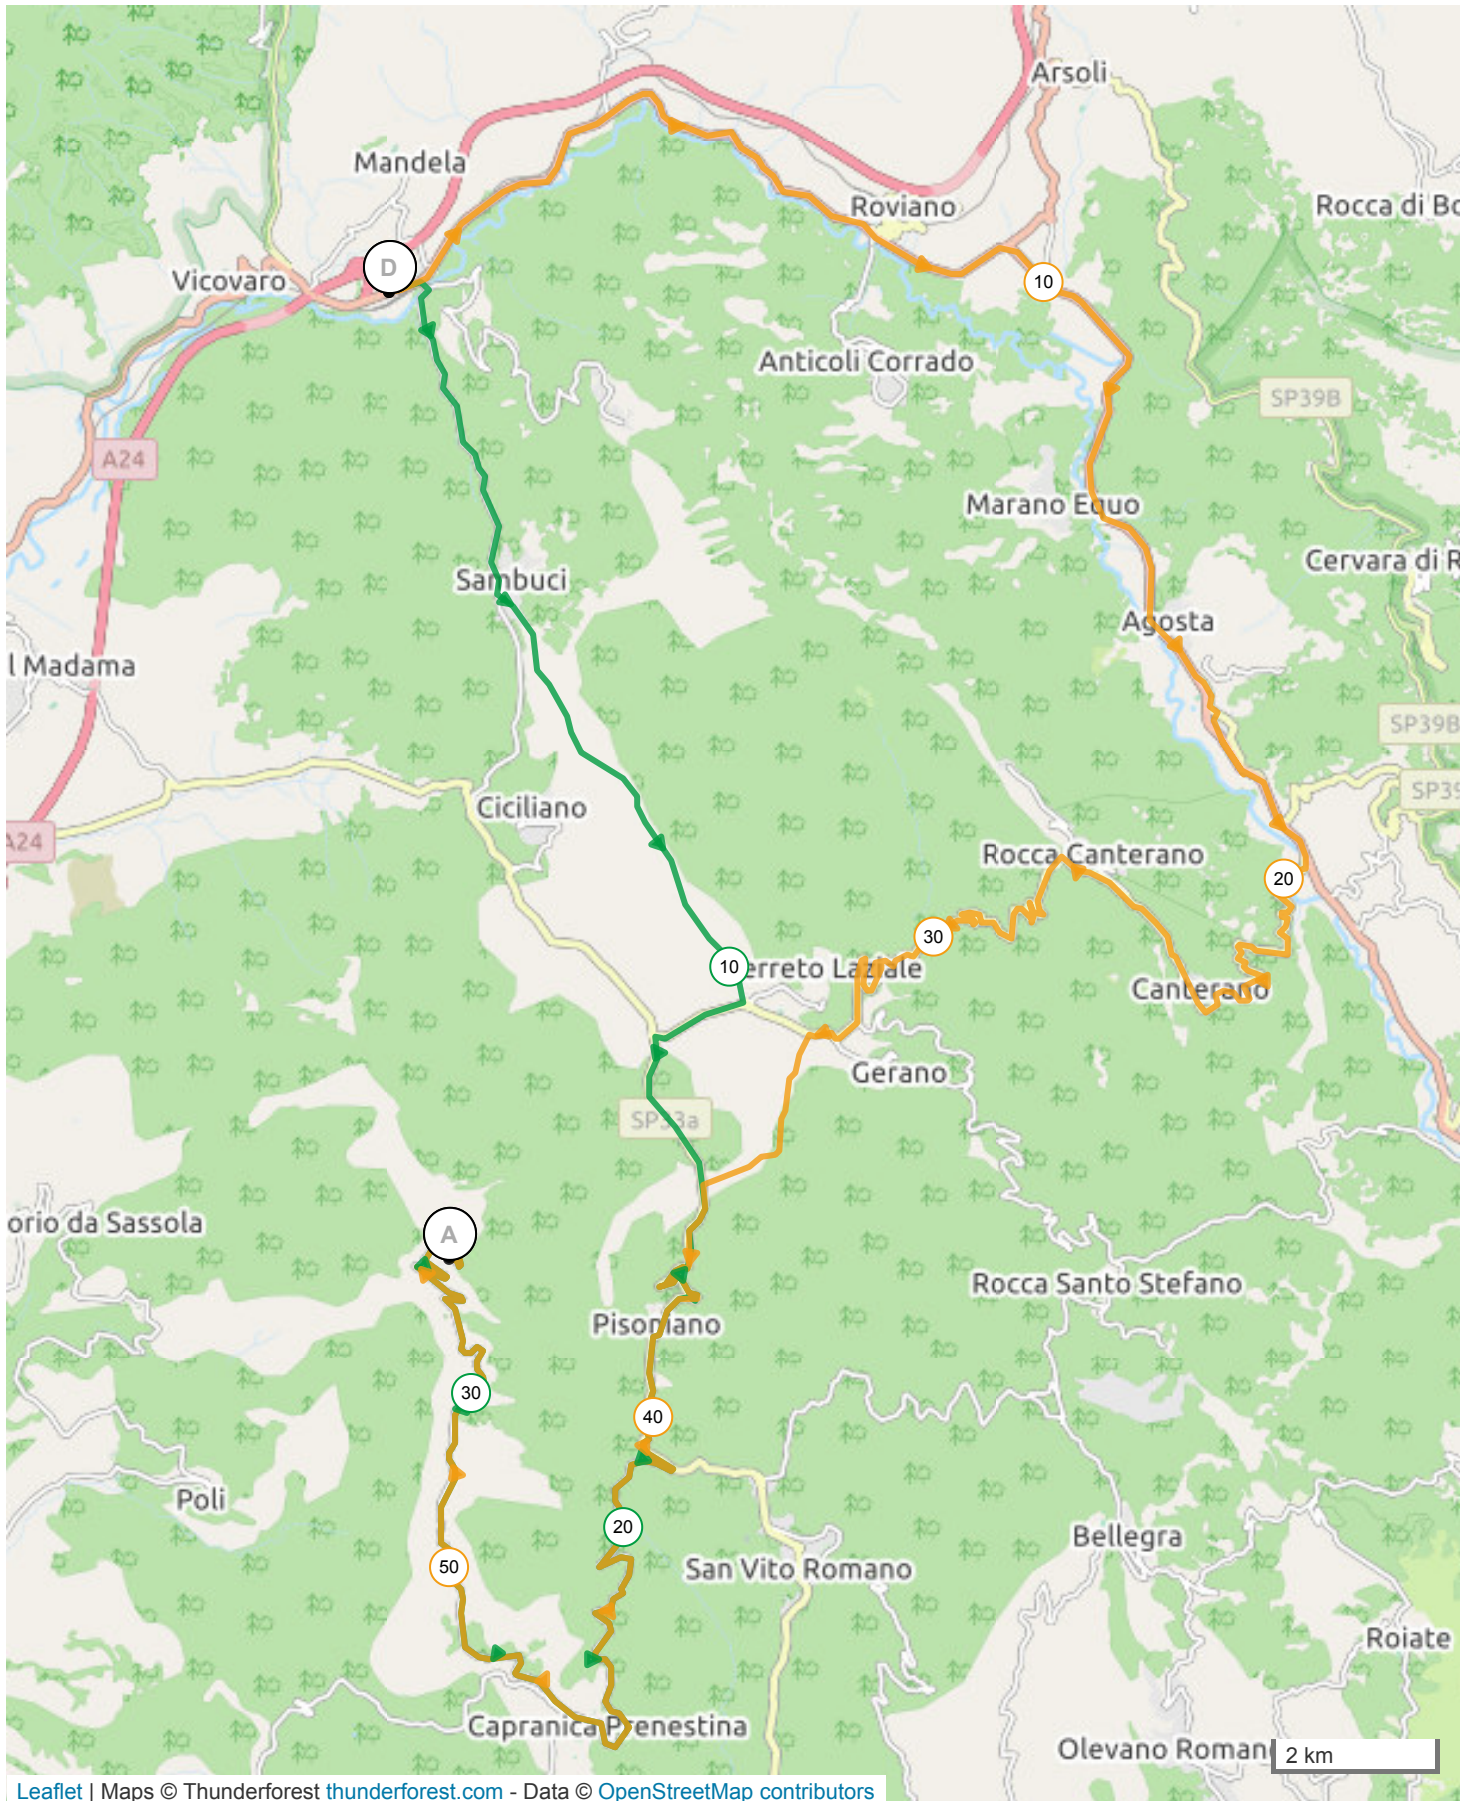 Arsoli
Mandela
Rocca di Bo
Roviano
D
Vicovaro
10
Anticoli Corrado
SP39B
A24
Marano Equo
Cervara di R
Sambuci
Agosta
l Madama
SP39B
SP39
Ciciliano
A24
Rocca Canterano
20
30
10
erreto Laziale
Canterano
Gerano
SP33a
orio da Sassola
A
Rocca Santo Stefano
Pisoniano
30
40
Poli
20
Bellegra
50
San Vito Romano
Roiate
Capranica Prenestina
Olevano Roman
2 km
Leaflet | Maps © Thunderforest thunderforest.com - Data © OpenStreetMap contributors